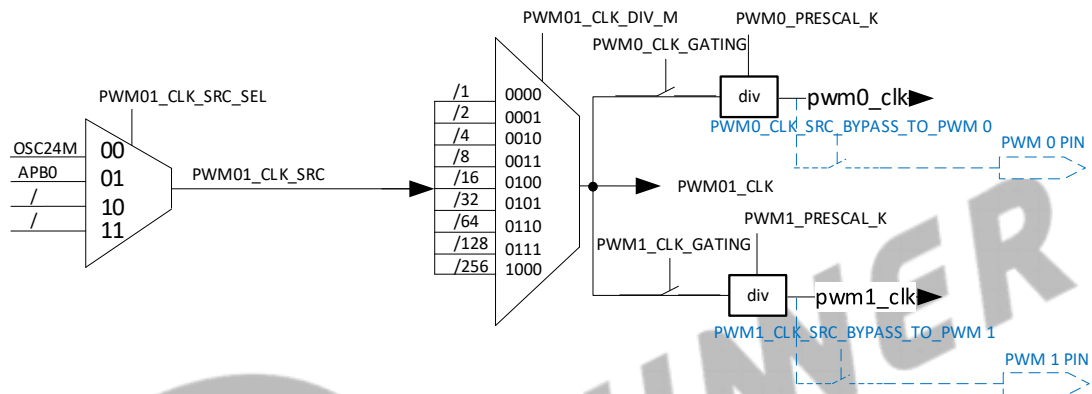 PWM01_CLK_DIV_M
PWM0_PRESCAL_K
PWM0_CLK_GATING
PWM01_CLK_SRC_SEL
OSC24M
APB0
/
/
00
01
10
11
PWM01_CLK_SRC
/1 0000
/2 0001
/4 0010
/8 0011
/16 0100
/32 0101
/64 0110
/128 0111
/256 1000
div
pwm0_clk
PWM0_CLK_SRC_BYPASS_TO_PWM 0
PWM 0 PIN
PWM01_CLK
PWM1_PRESCAL_K
PWM1_CLK_GATING
div
pwm1_clk
PWM1_CLK_SRC_BYPASS_TO_PWM 1
PWM 1 PIN